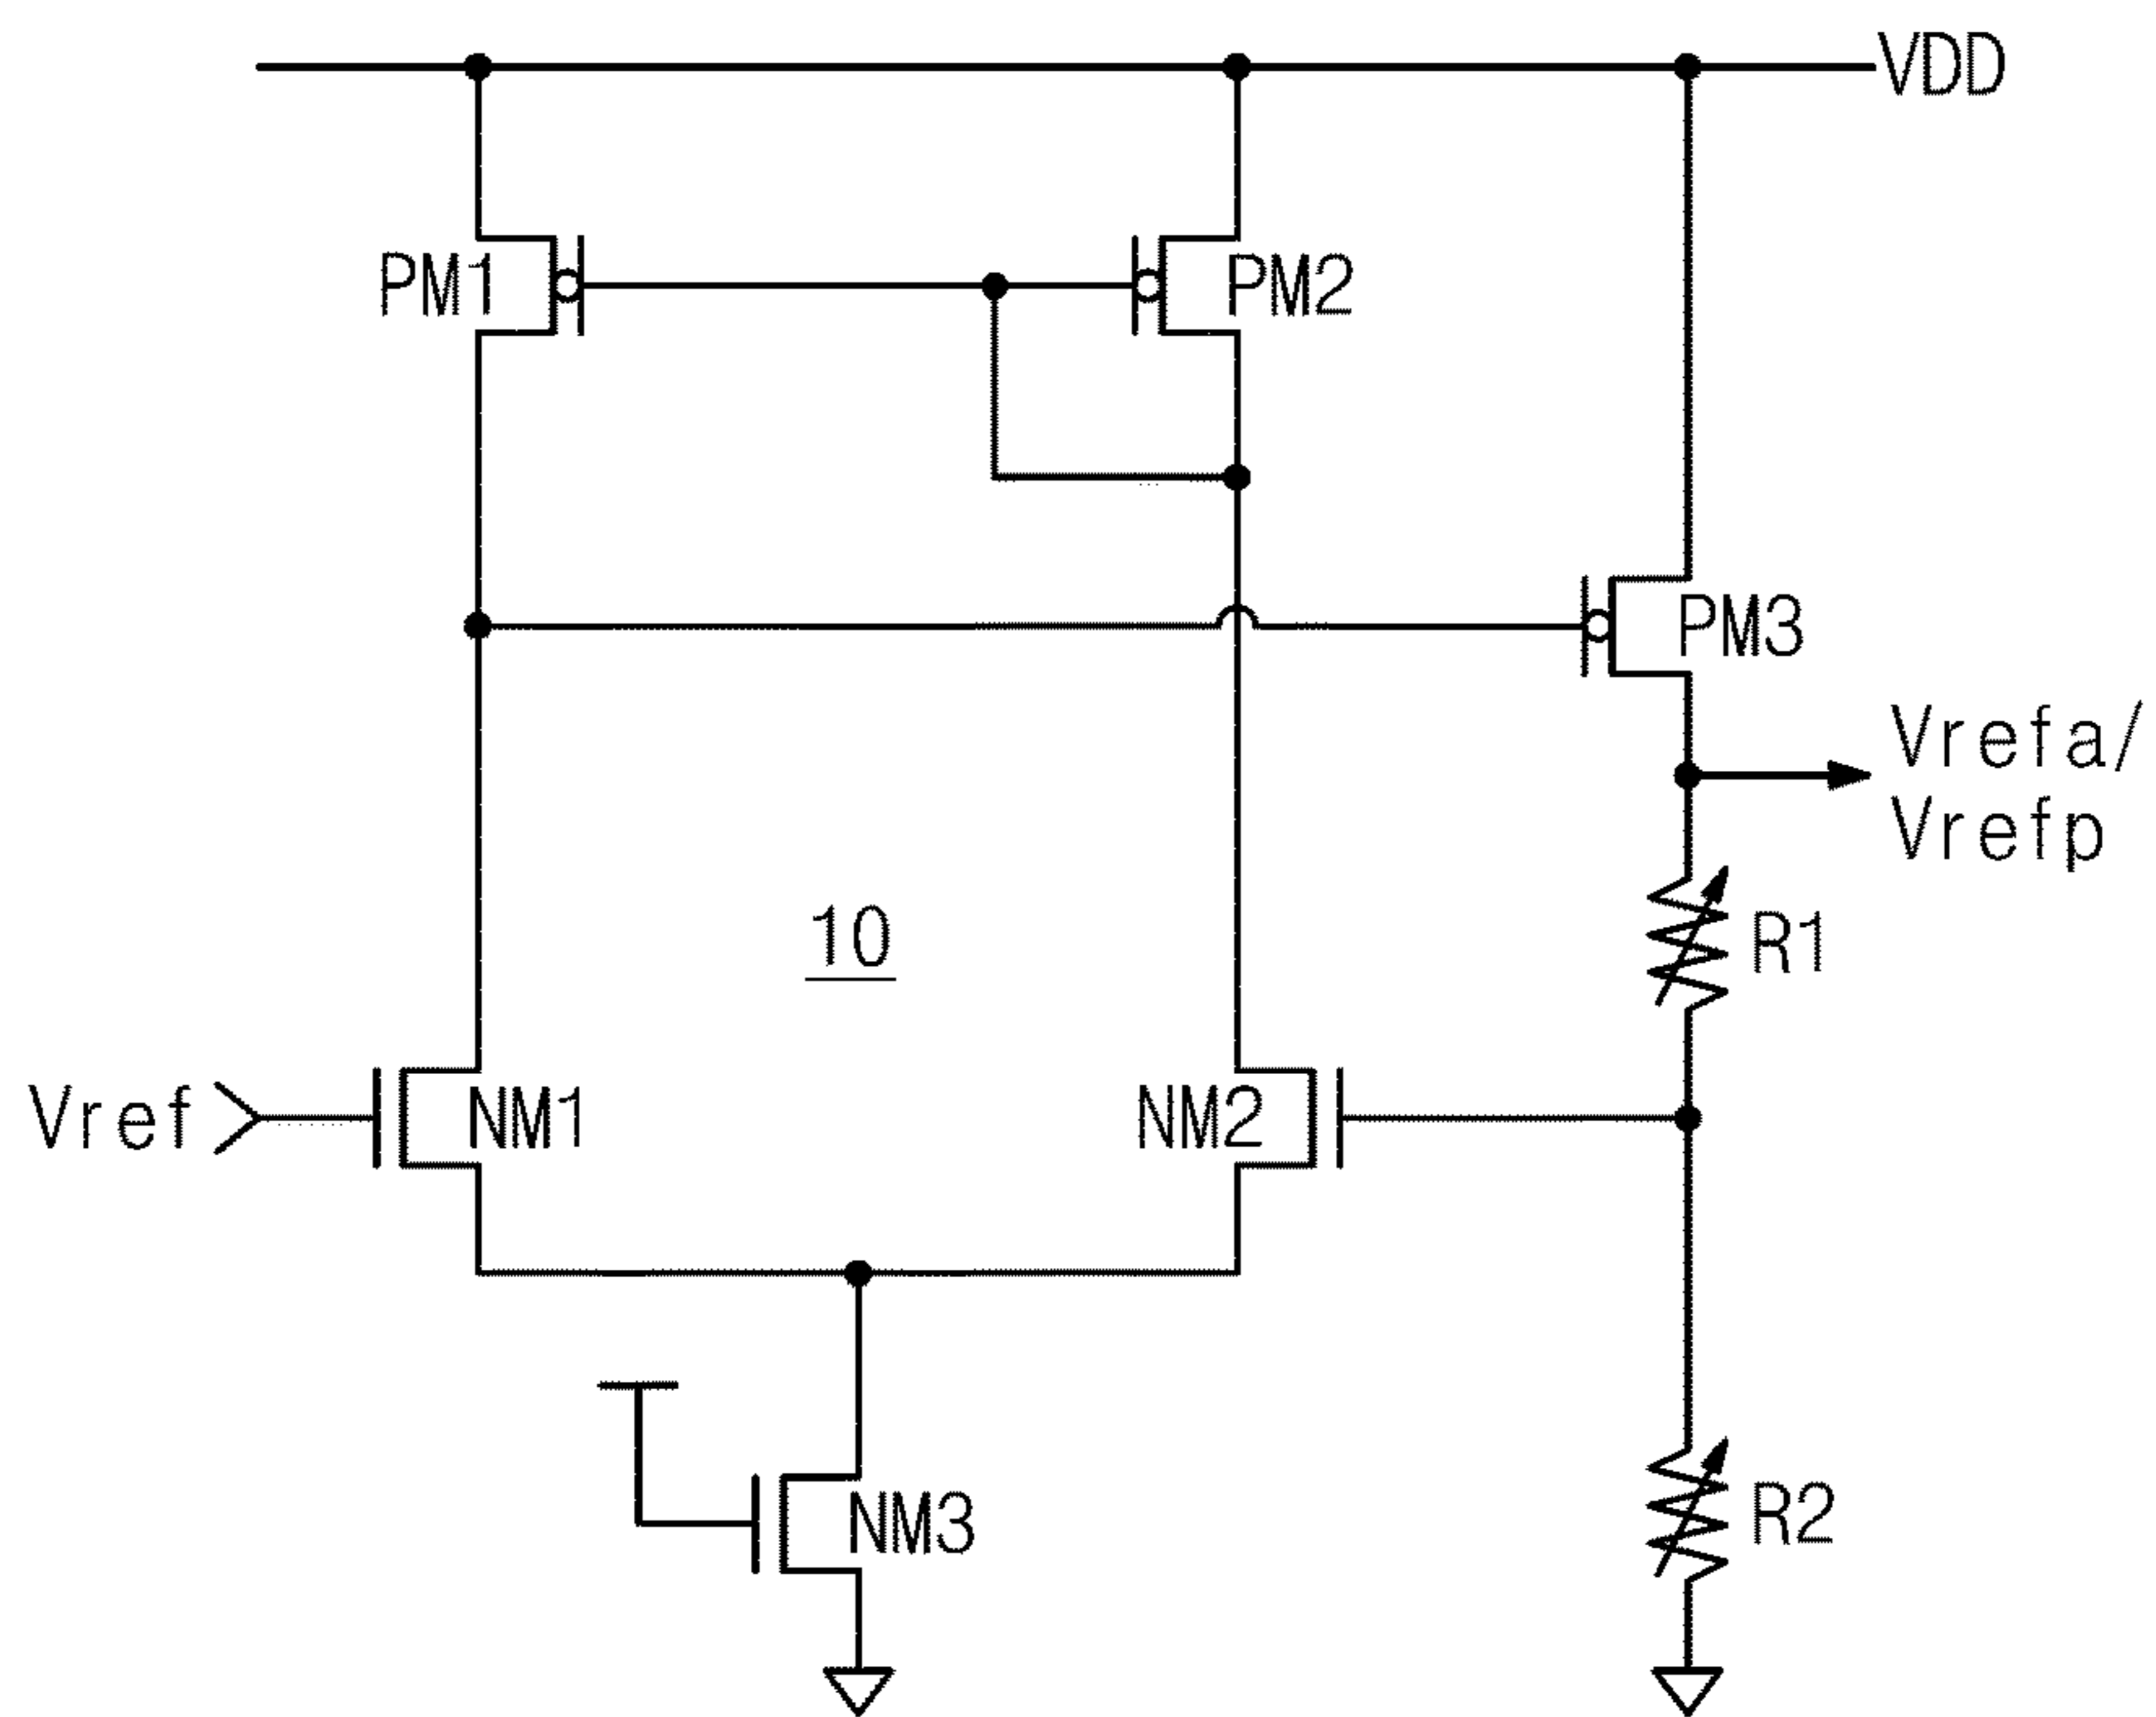 VDD
PM1
PM2
PM3
Vrefa/
Vrefp
10
R1
Vref
NM1
NM2
NM3
R2